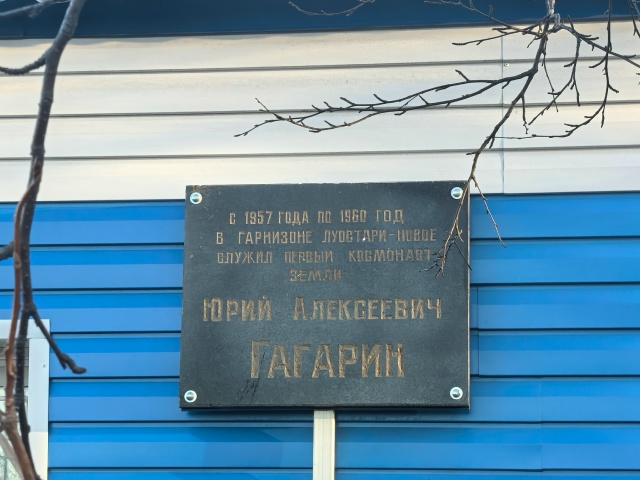 С 1957 ГОДА ПО 1960 ГОД
В ГАРНИЗОНЕ ЛУОСТАРИ-НОВОЕ
СЛУЖИЛ ПЕРВЫЙ КОСМОНАВТ
ЗЕМЛИ
ЮРИЙ АЛЕКСЕЕВИЧ
ГАГАРИН